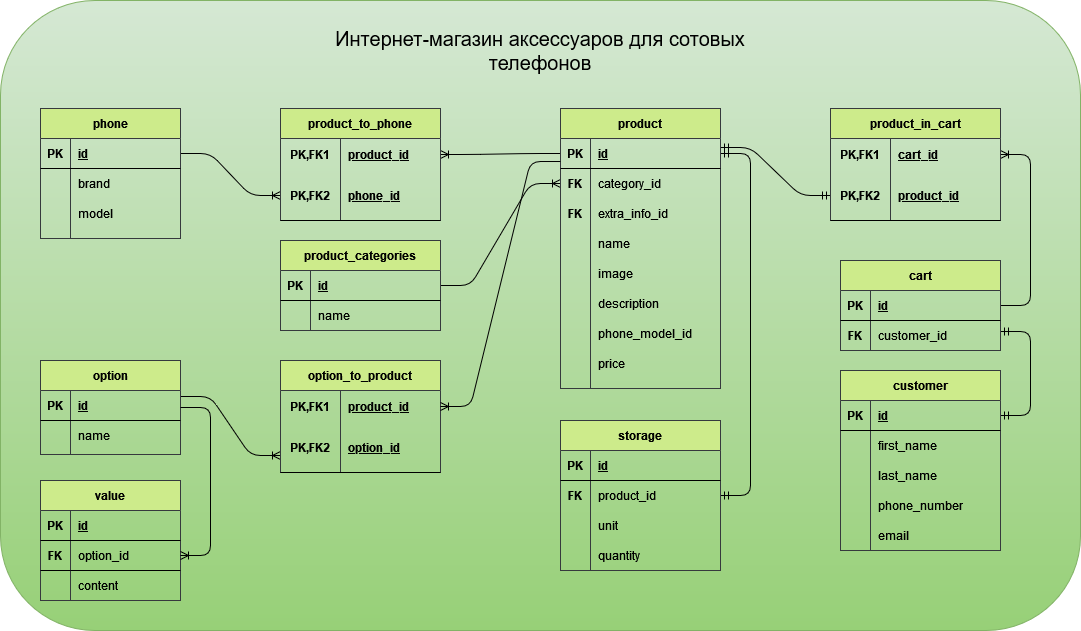 Интернет-магазин аксессуаров для сотовых
телефонов
phone
PK id
brand
model
product_to_phone
PK,FK1 product_id
PK,FK2 phone_id
product_categories
PK id
name
option
PK id
name
option_to_product
PK,FK1 product_id
PK,FK2 option_id
value
PK id
FK option_id
content
product
PK id
FK category_id
FK extra_info_id
name
image
description
phone_model_id
price
storage
PK id
FK product_id
unit
quantity
product_in_cart
PK,FK1 cart_id
PK,FK2 product_id
cart
PK id
FK customer_id
customer
PK id
first_name
last_name
phone_number
email